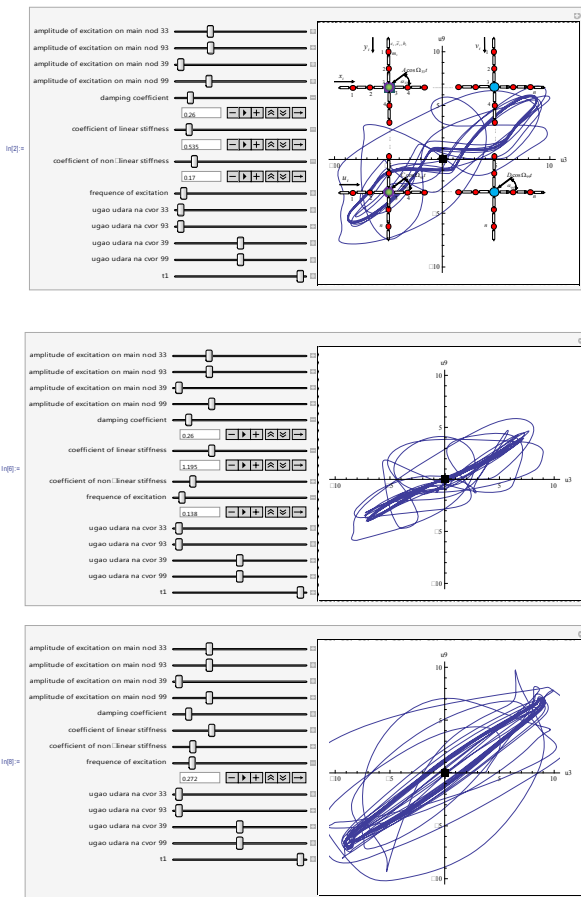 amplitude of excitation on main nod 33
amplitude of excitation on main nod 93
amplitude of excitation on main nod 39
amplitude of excitation on main nod 99
damping coefficient
0.26
coefficient of linear stiffness
In[2]:=
0.535
coefficient of non□linear stiffness
0.17
frequence of excitation
ugao udara na cvor 33
ugao udara na cvor 93
ugao udara na cvor 39
ugao udara na cvor 99
t1
u9
10
□10
5
10
u3
□5
□10
amplitude of excitation on main nod 33
amplitude of excitation on main nod 93
amplitude of excitation on main nod 39
amplitude of excitation on main nod 99
damping coefficient
0.26
coefficient of linear stiffness
In[6]:=
1.195
coefficient of non□linear stiffness
frequence of excitation
0.138
ugao udara na cvor 33
ugao udara na cvor 93
ugao udara na cvor 39
ugao udara na cvor 99
t1
u9
10
5
□10
□5
5
10
u3
□5
□10
amplitude of excitation on main nod 33
amplitude of excitation on main nod 93
amplitude of excitation on main nod 39
amplitude of excitation on main nod 99
damping coefficient
coefficient of linear stiffness
coefficient of non□linear stiffness
In[8]:=
frequence of excitation
0.272
ugao udara na cvor 33
ugao udara na cvor 93
ugao udara na cvor 39
ugao udara na cvor 99
t1
u9
10
5
□10
□5
5
10
u3
□5
□10